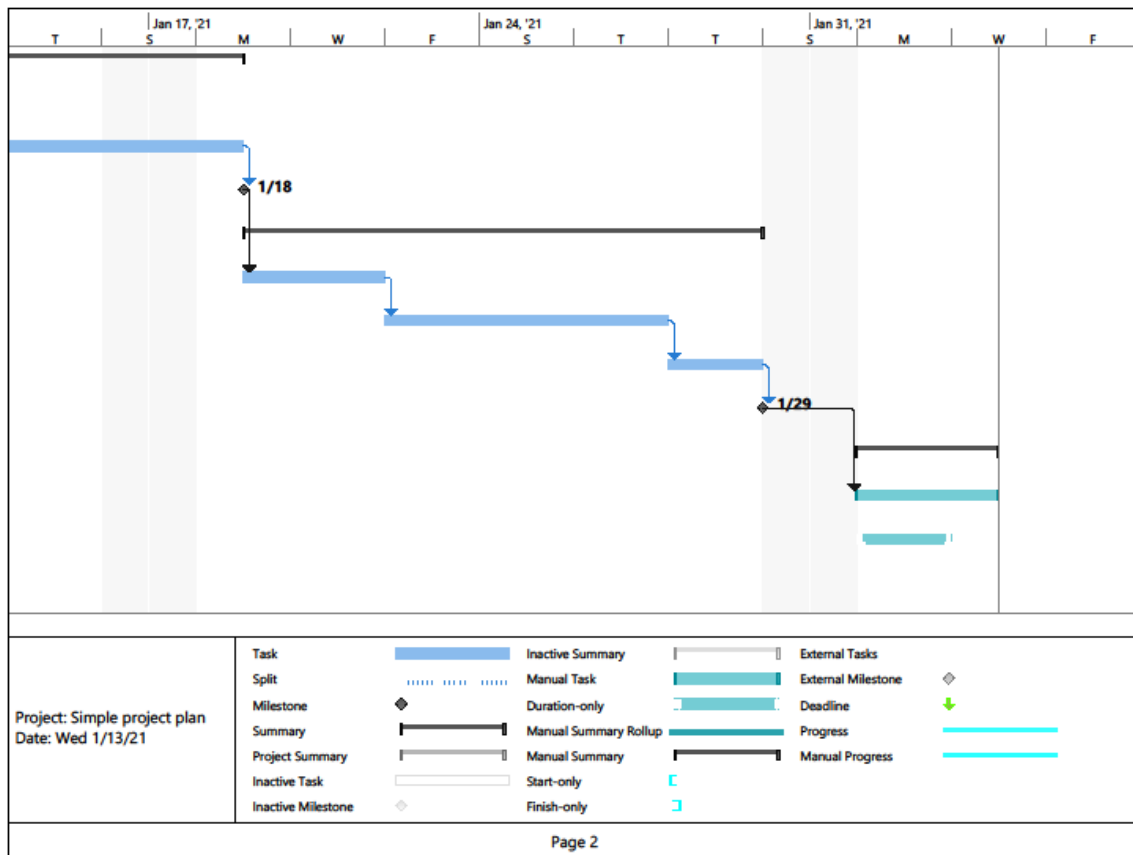 Jan 17, '21 Jan 24, '21 Jan 31, '21
T S M W F S T T S M W F
1/18
1/29
Project: Simple project plan
Date: Wed 1/13/21
Task Inactive Summary External Tasks
Split Manual Task External Milestone
Milestone Duration-only Deadline
Summary Manual Summary Rollup Progress
Project Summary Manual Summary Manual Progress
Inactive Task Start-only
Inactive Milestone Finish-only
Page 2